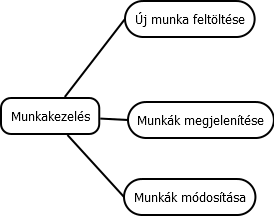 Új munka feltöltése
Munkakezelés
Munkák megjelenítése
Munkák módosítása